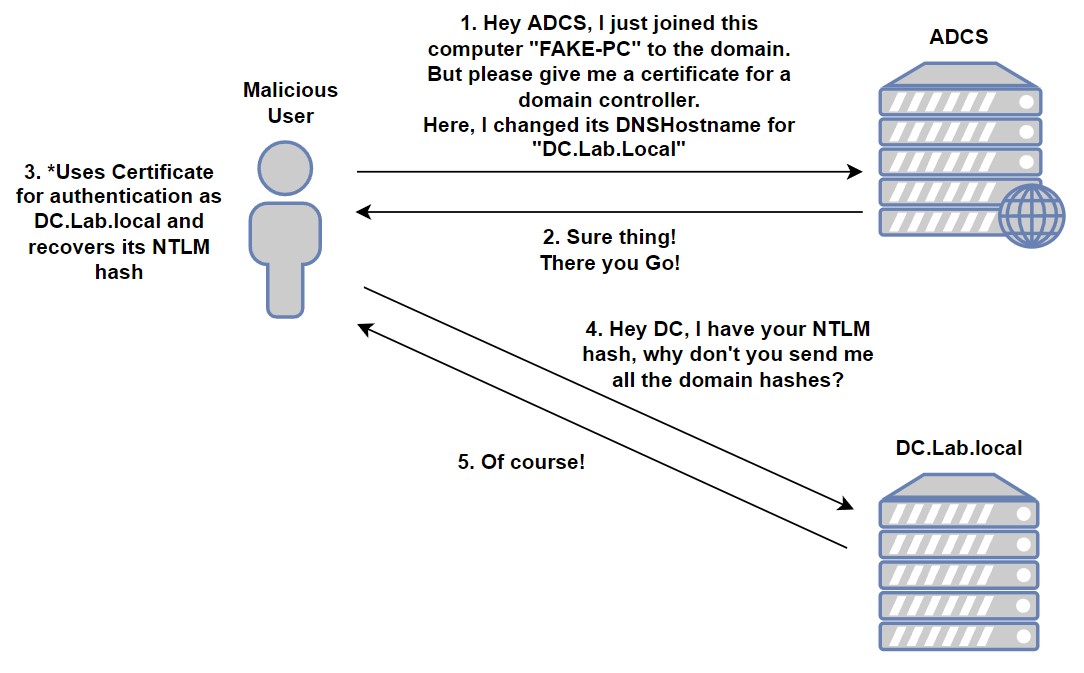 1. Hey ADCS, I just joined this
computer "FAKE-PC" to the domain.
But please give me a certificate for a
domain controller.
Here, I changed its DNSHostname for
"DC.Lab.Local"
ADCS
Malicious
User
3. *Uses Certificate
for authentication as
DC.Lab.local and
recovers its NTLM
hash
2. Sure thing!
There you Go!
4. Hey DC, I have your NTLM
hash, why don't you send me
all the domain hashes?
5. Of course!
DC.Lab.local